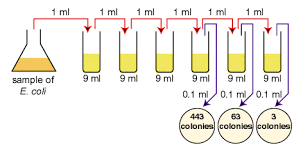 1 ml 1 ml 1 ml 1 ml 1 ml 1 ml
sample of
E. coli
9 ml 9 ml 9 ml 9 ml 9 ml 9 ml
0.1 ml 0.1 ml 0.1 ml
443
colonies
63
colonies
3
colonies